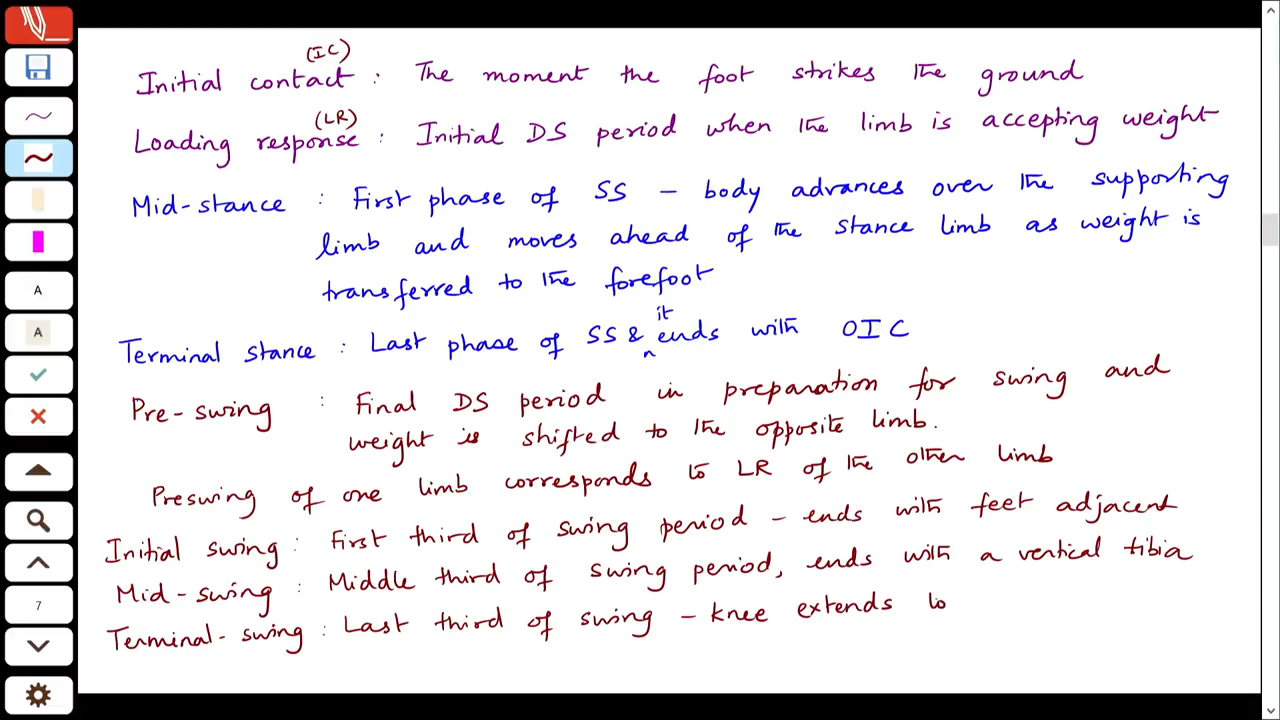 (IC)
Initial contact : The moment the foot strikes the ground
(LR)
Loading response : Initial DS period when the limb is accepting weight
Mid-stance : First phase of SS – body advances over the supporting
limb and moves ahead of the stance limb as weight is
transferred to the forefoot
it
Terminal stance : Last phase of SS & ends with OIC
Pre-swing : Final DS period in preparation for swing and
weight is shifted to the opposite limb.
Preswing of one limb corresponds to LR of the other limb
Initial swing : First third of swing period – ends with feet adjacent
Mid-swing : Middle third of swing period, ends with a vertical tibia
Terminal-swing : Last third of swing – knee extends to
A
A
7